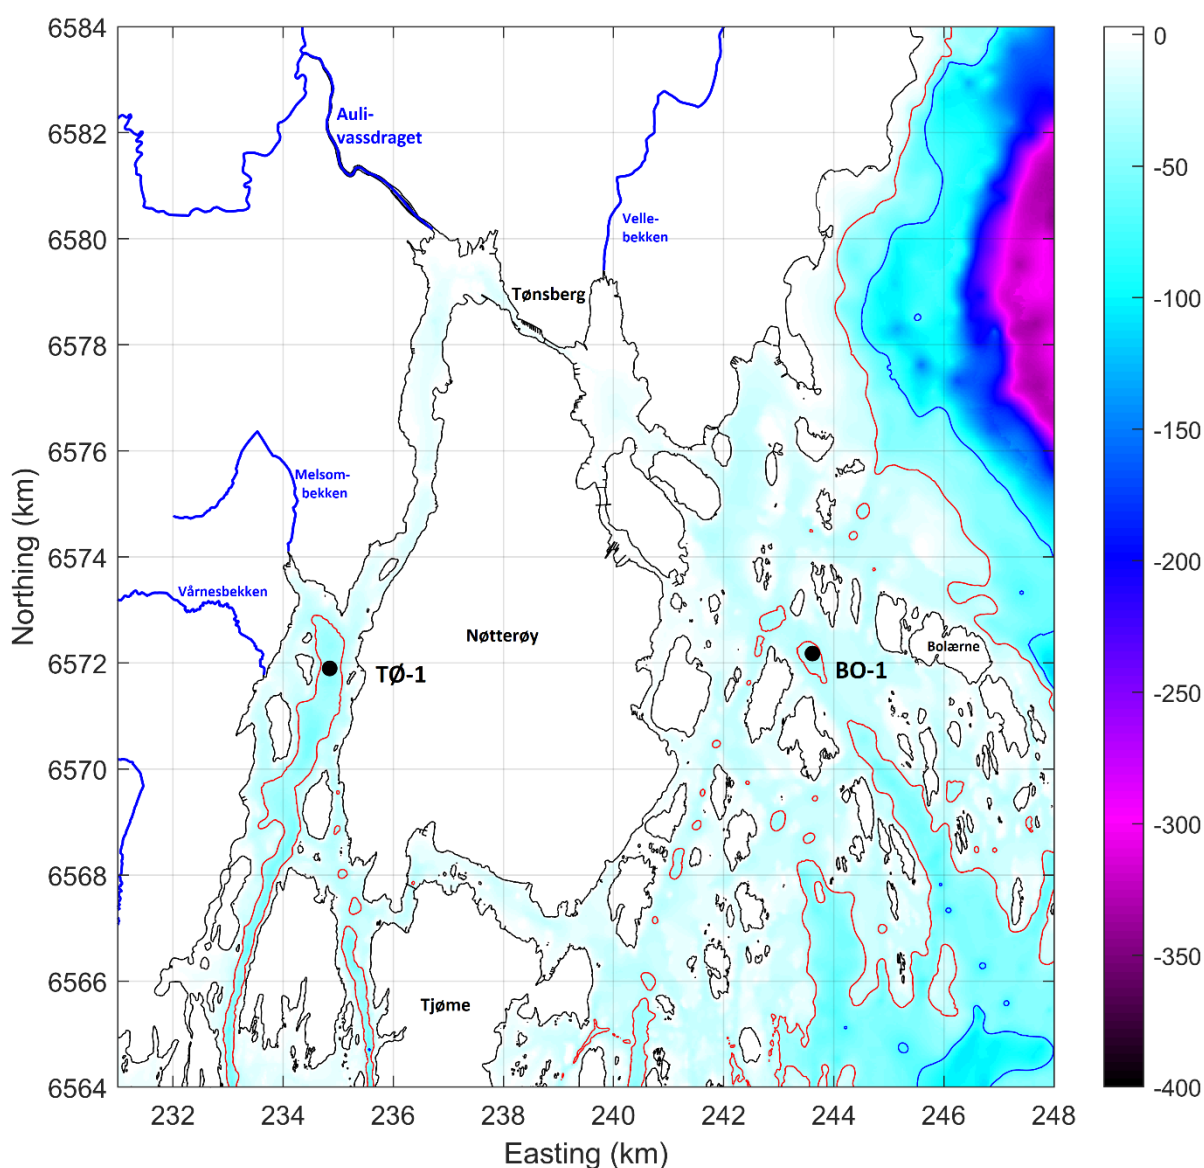 6584
6582
6580
6578
6576
6574
6572
6570
6568
6566
6564
Northing (km)
Auli-
vassdraget
Velle-
bekken
Tønsberg
Melsom-
bekken
Vårnesbekken
Nøtterøy
Bolærne
TØ-1
BO-1
Tjøme
232
234
236
238
240
242
244
246
248
Easting (km)
0
-50
-100
-150
-200
-250
-300
-350
-400